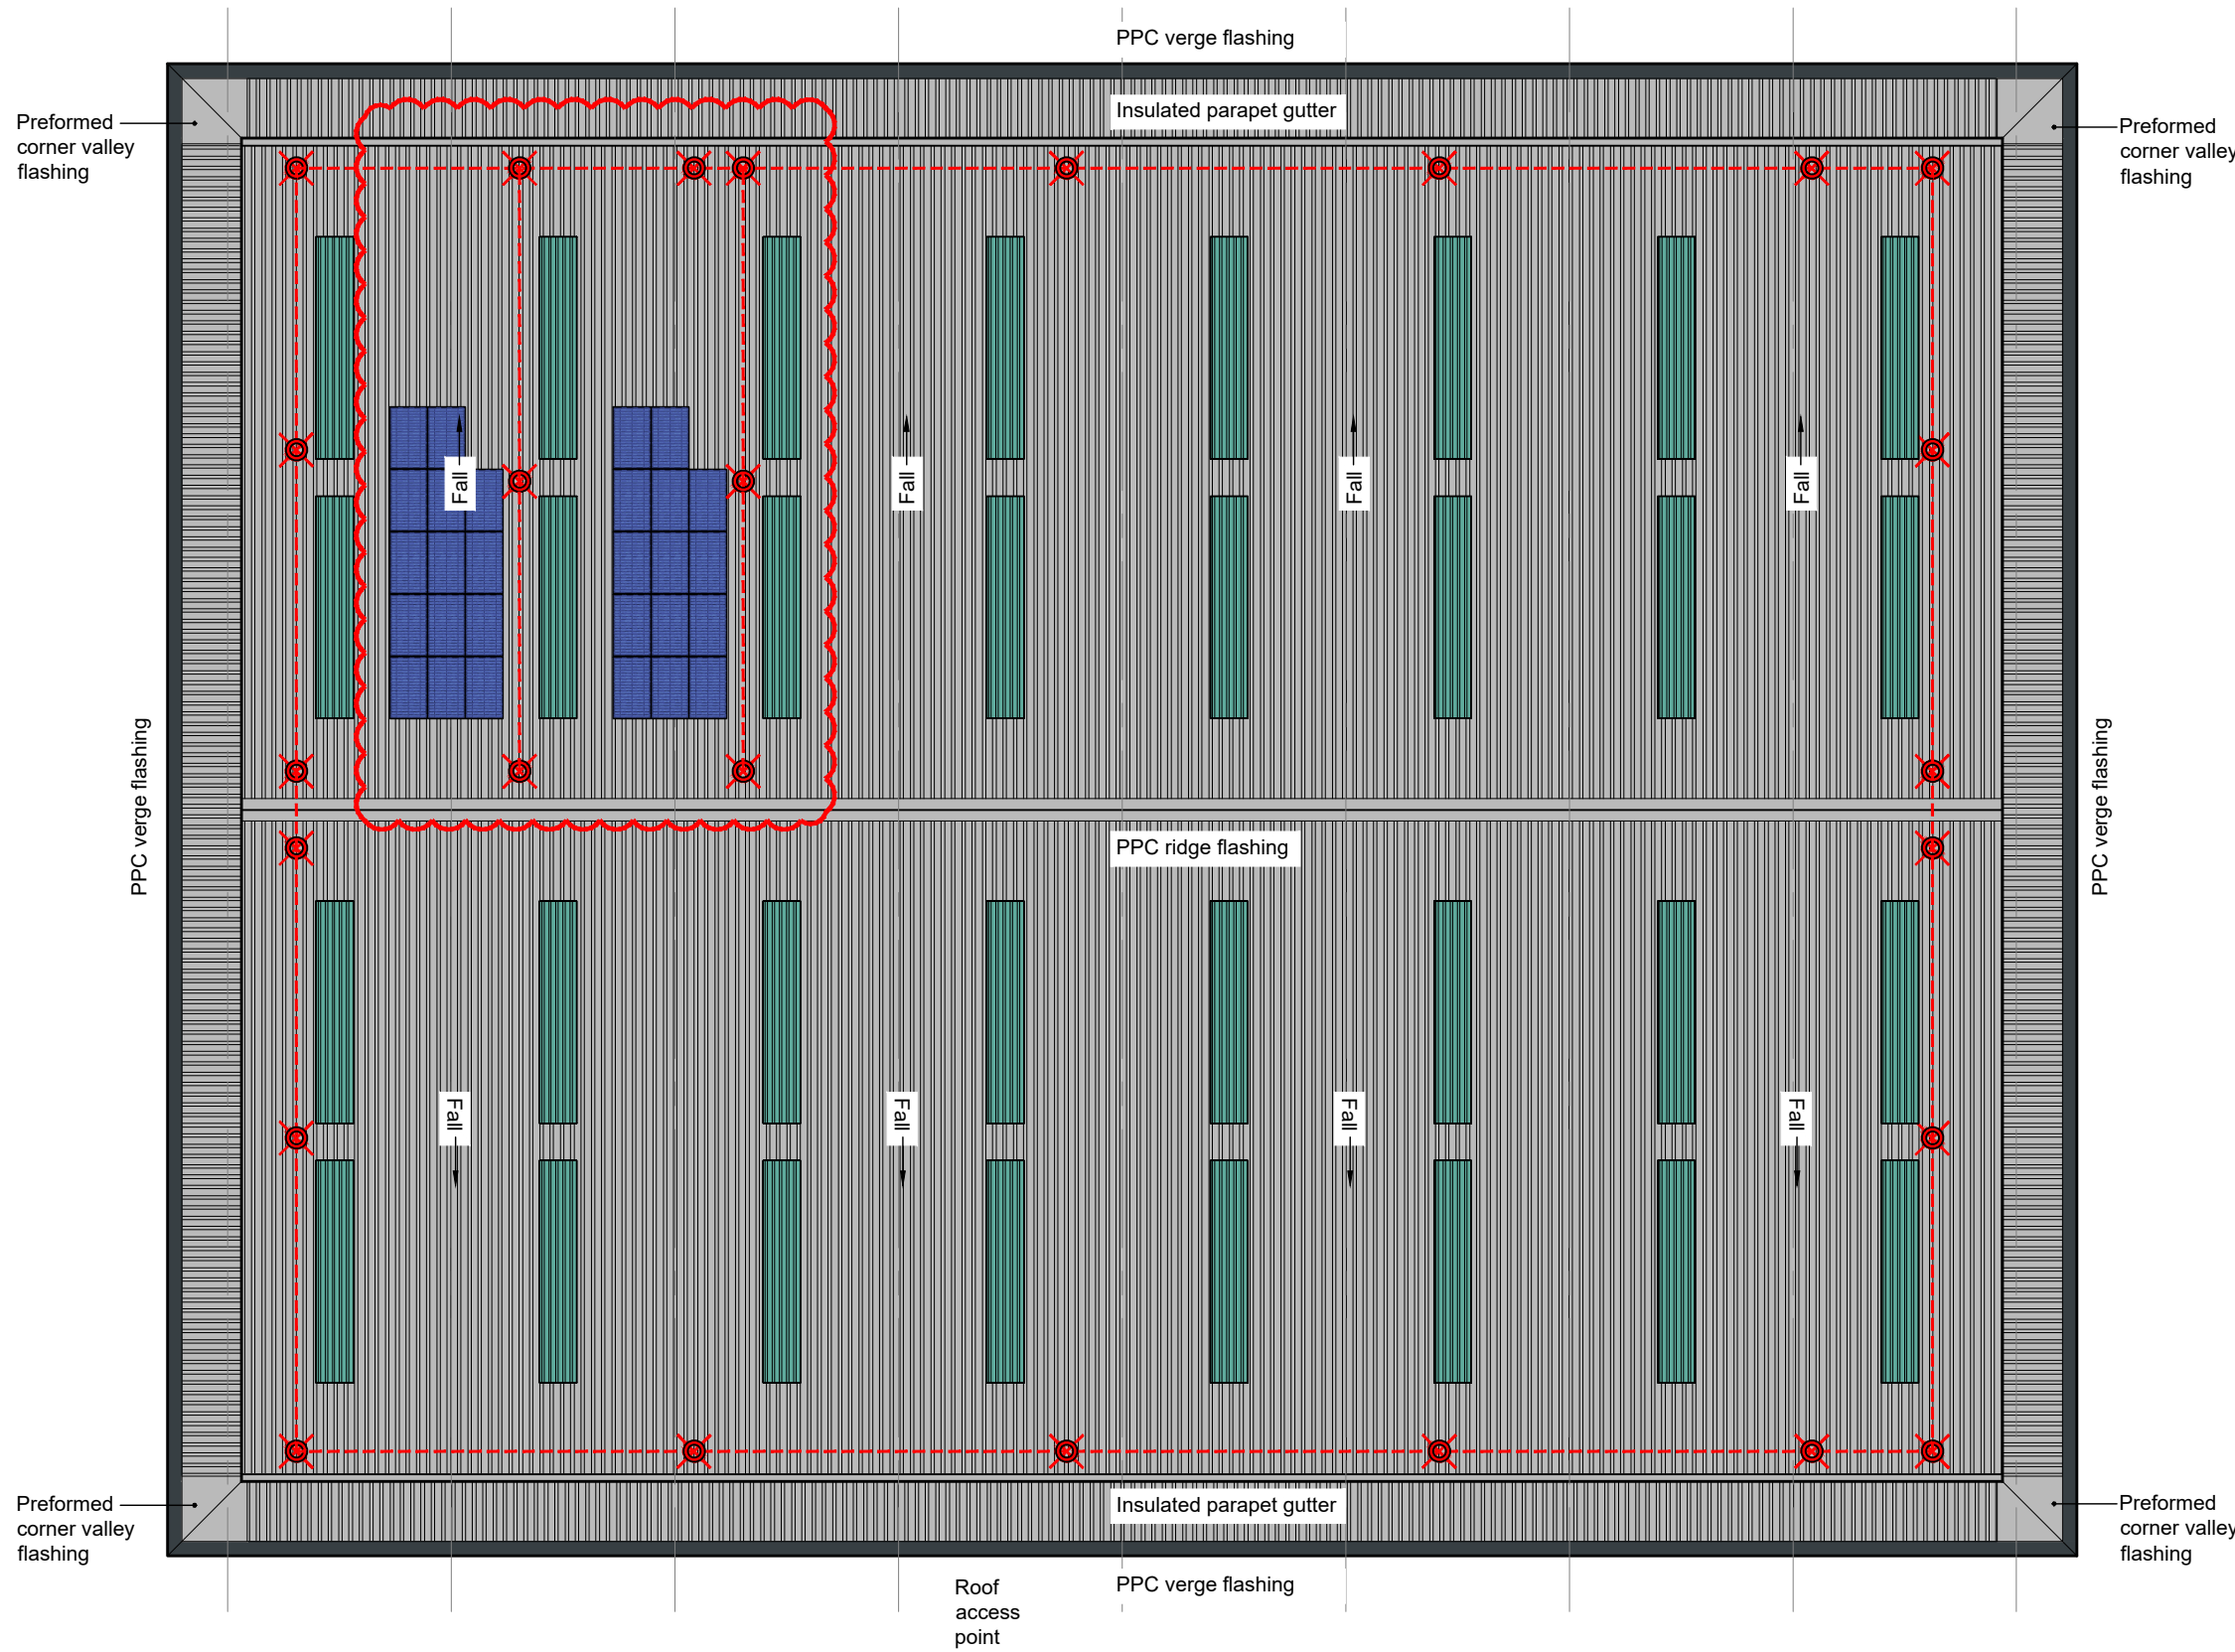 PPC verge flashing
Insulated parapet gutter
Preformed
corner valley
flashing
Preformed
corner valley
flashing
Fall
Fall
Fall
Fall
PPC verge flashing
PPC verge flashing
PPC ridge flashing
Fall
Fall
Fall
Fall
Preformed
corner valley
flashing
Insulated parapet gutter
Preformed
corner valley
flashing
PPC verge flashing
Roof
access
point